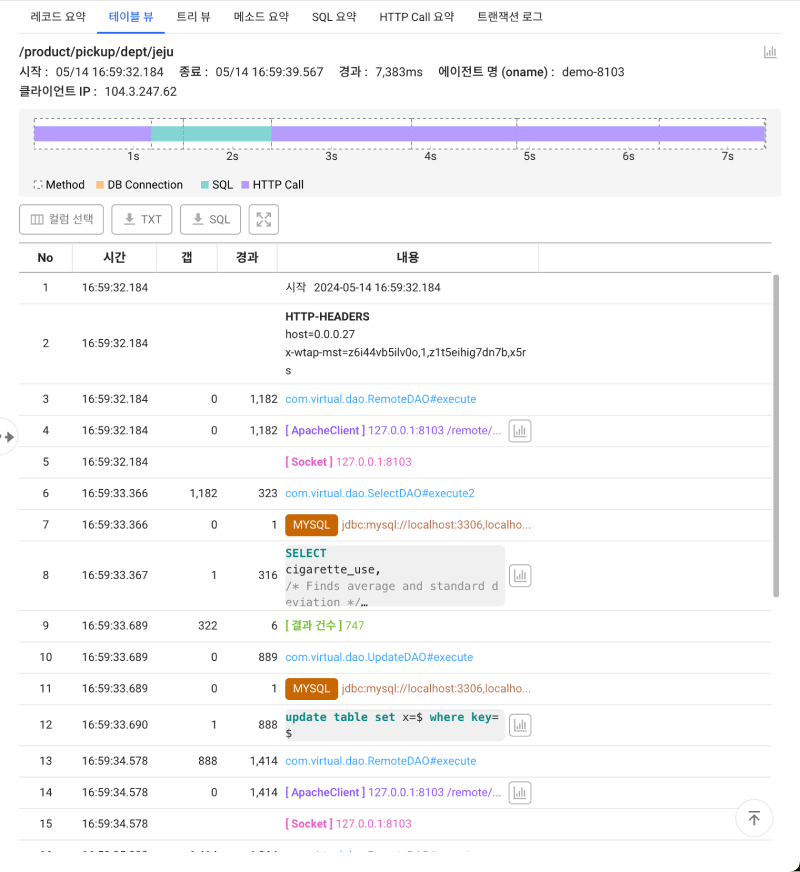 레코드 요약 테이블 뷰 트리 뷰 메소드 요약 SQL 요약 HTTP Call 요약 트랜잭션 로그
/product/pickup/dept/jeju
시작 : 05/14 16:59:32.184 종료 : 05/14 16:59:39.567 경과 : 7,383ms 에이전트 명 (oname) : demo-8103
클라이언트 IP : 104.3.247.62
1s 2s 3s 4s 5s 6s 7s
Method DB Connection SQL HTTP Call
컬럼 선택 TXT SQL
No 시간 갭 경과 내용
1 16:59:32.184 시작 2024-05-14 16:59:32.184
2 16:59:32.184 HTTP-HEADERS
host=0.0.0.27
x-wtap-mst=z6i44vb5ilv0o,1,z1t5eihig7dn7b,x5r
s
3 16:59:32.184 0 1,182 com.virtual.dao.RemoteDAO#execute
4 16:59:32.184 0 1,182 [ ApacheClient ] 127.0.0.1:8103 /remote/...
5 16:59:32.184 [ Socket ] 127.0.0.1:8103
6 16:59:33.366 1,182 323 com.virtual.dao.SelectDAO#execute2
7 16:59:33.366 0 1 MYSQL jdbc:mysql://localhost:3306,localho...
8 16:59:33.367 1 316 SELECT
cigarette_use,
/* Finds average and standard d
eviation */…
9 16:59:33.689 322 6 [ 결과 건수 ] 747
10 16:59:33.689 0 889 com.virtual.dao.UpdateDAO#execute
11 16:59:33.689 0 1 MYSQL jdbc:mysql://localhost:3306,localho...
12 16:59:33.690 1 888 update table set x=$ where key=
$
13 16:59:34.578 888 1,414 com.virtual.dao.RemoteDAO#execute
14 16:59:34.578 0 1,414 [ ApacheClient ] 127.0.0.1:8103 /remote/...
15 16:59:34.578 [ Socket ] 127.0.0.1:8103